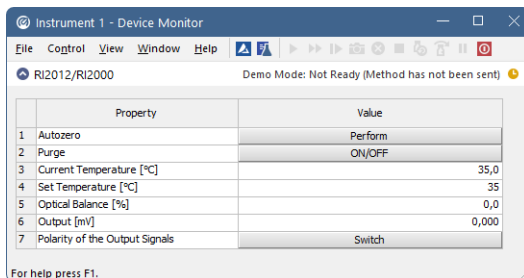 Instrument 1 - Device Monitor
File Control View Window Help
RI2012/RI2000 Demo Mode: Not Ready (Method has not been sent)
Property Value
1 Autozero Perform
2 Purge ON/OFF
3 Current Temperature [°C] 35,0
4 Set Temperature [°C] 35
5 Optical Balance [%] 0,0
6 Output [mV] 0,000
7 Polarity of the Output Signals Switch
For help press F1.